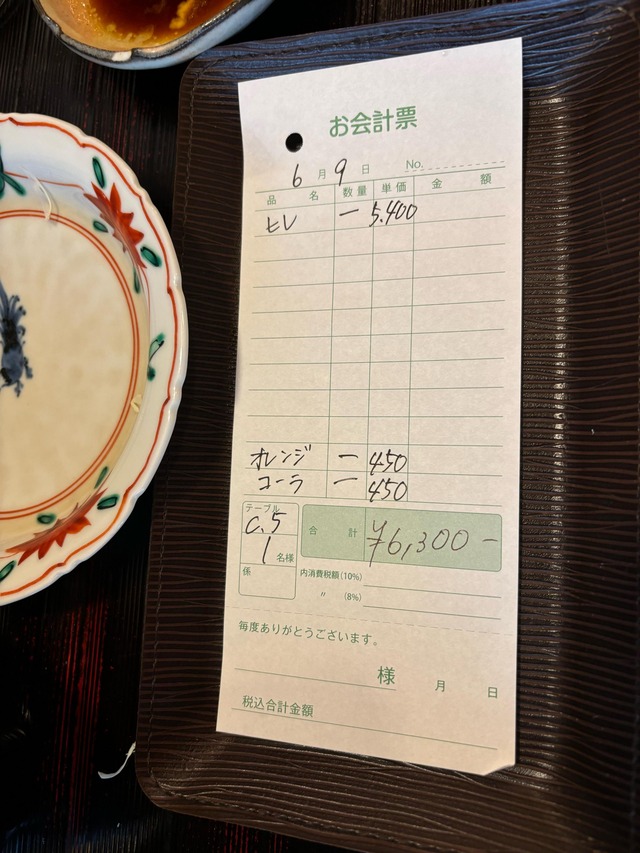 お会計票
6月9日 No.
品名 数量 単価 金額
ヒレ 一 5.400
オレンジ 一 450
コーラ 一 450
テーブル
C.5
合計 ¥6,300-
1名様
係
内消費税額(10%)
〃 (8%)
毎度ありがとうございます。
様 月 日
税込合計金額